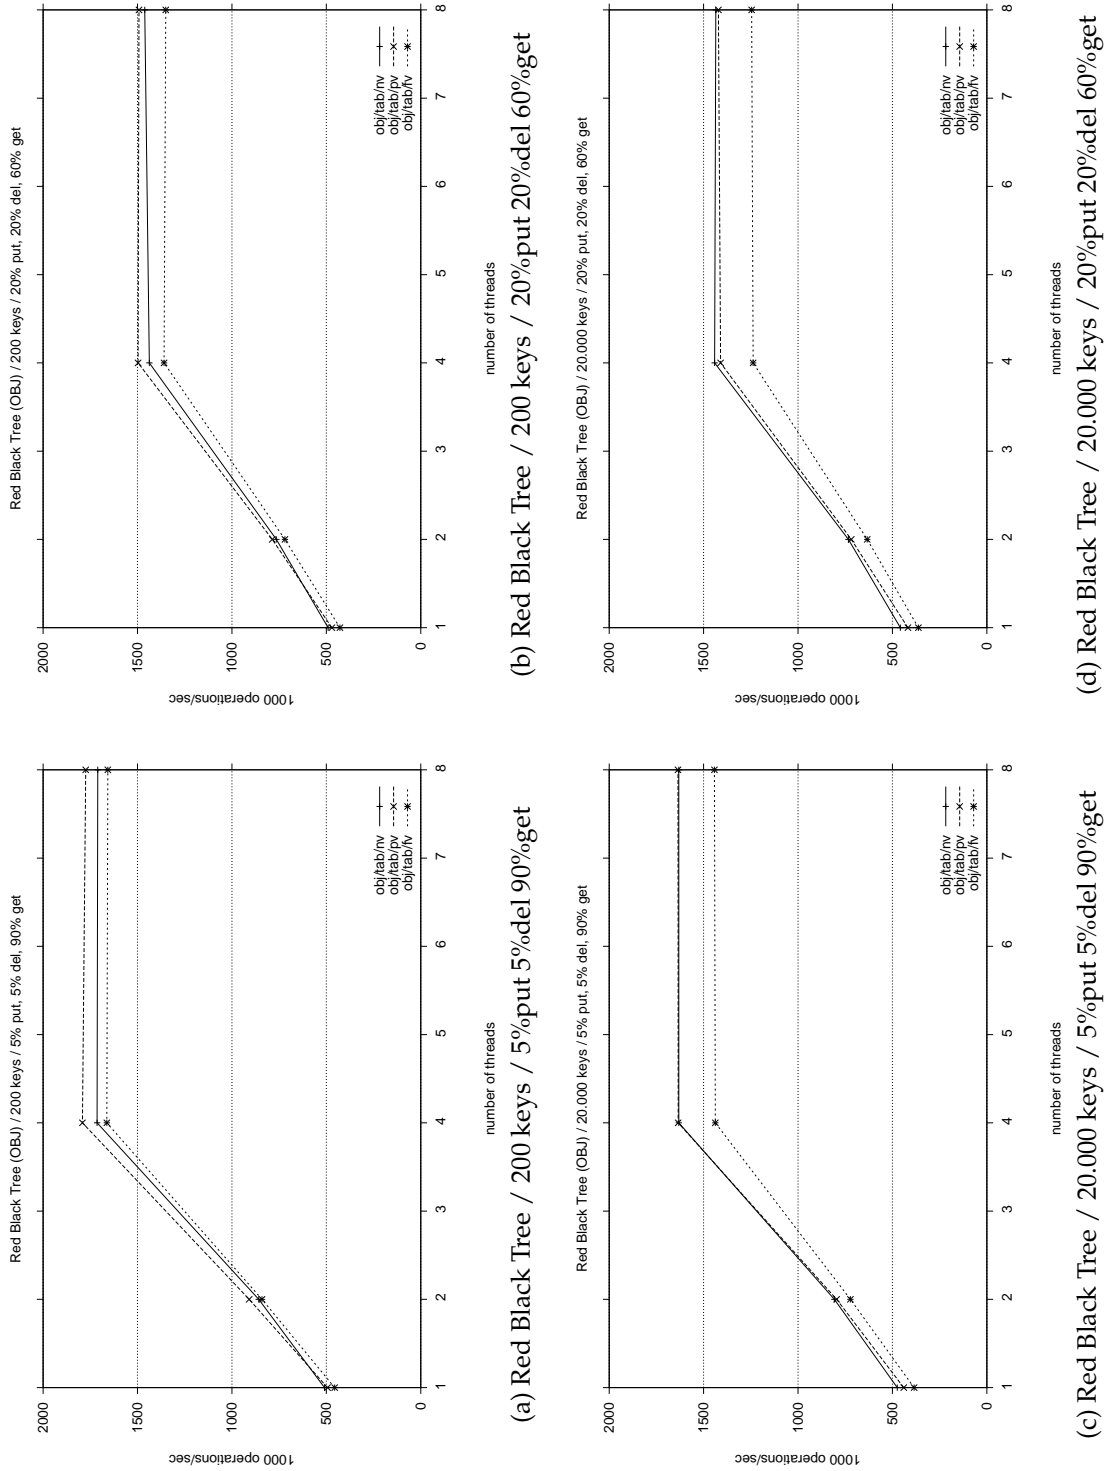 Red Black Tree (OBJ) / 200 keys / 5% put, 5% del, 90% get
2000
1500
1000
500
0
1000 operations/sec
1
2
3
4
5
6
7
8
number of threads
obj/tab/nv
obj/tab/pv
obj/tab/fv
(a) Red Black Tree / 200 keys / 5%put 5%del 90%get
Red Black Tree (OBJ) / 200 keys / 20% put, 20% del, 60% get
2000
1500
1000
500
0
1000 operations/sec
1
2
3
4
5
6
7
8
number of threads
obj/tab/nv
obj/tab/pv
obj/tab/fv
(b) Red Black Tree / 200 keys / 20%put 20%del 60%get
Red Black Tree (OBJ) / 20.000 keys / 5% put, 5% del, 90% get
2000
1500
1000
500
0
1000 operations/sec
1
2
3
4
5
6
7
8
number of threads
obj/tab/nv
obj/tab/pv
obj/tab/fv
(c) Red Black Tree / 20.000 keys / 5%put 5%del 90%get
Red Black Tree (OBJ) / 20.000 keys / 20% put, 20% del, 60% get
2000
1500
1000
500
0
1000 operations/sec
1
2
3
4
5
6
7
8
number of threads
obj/tab/nv
obj/tab/pv
obj/tab/fv
(d) Red Black Tree / 20.000 keys / 20%put 20%del 60%get